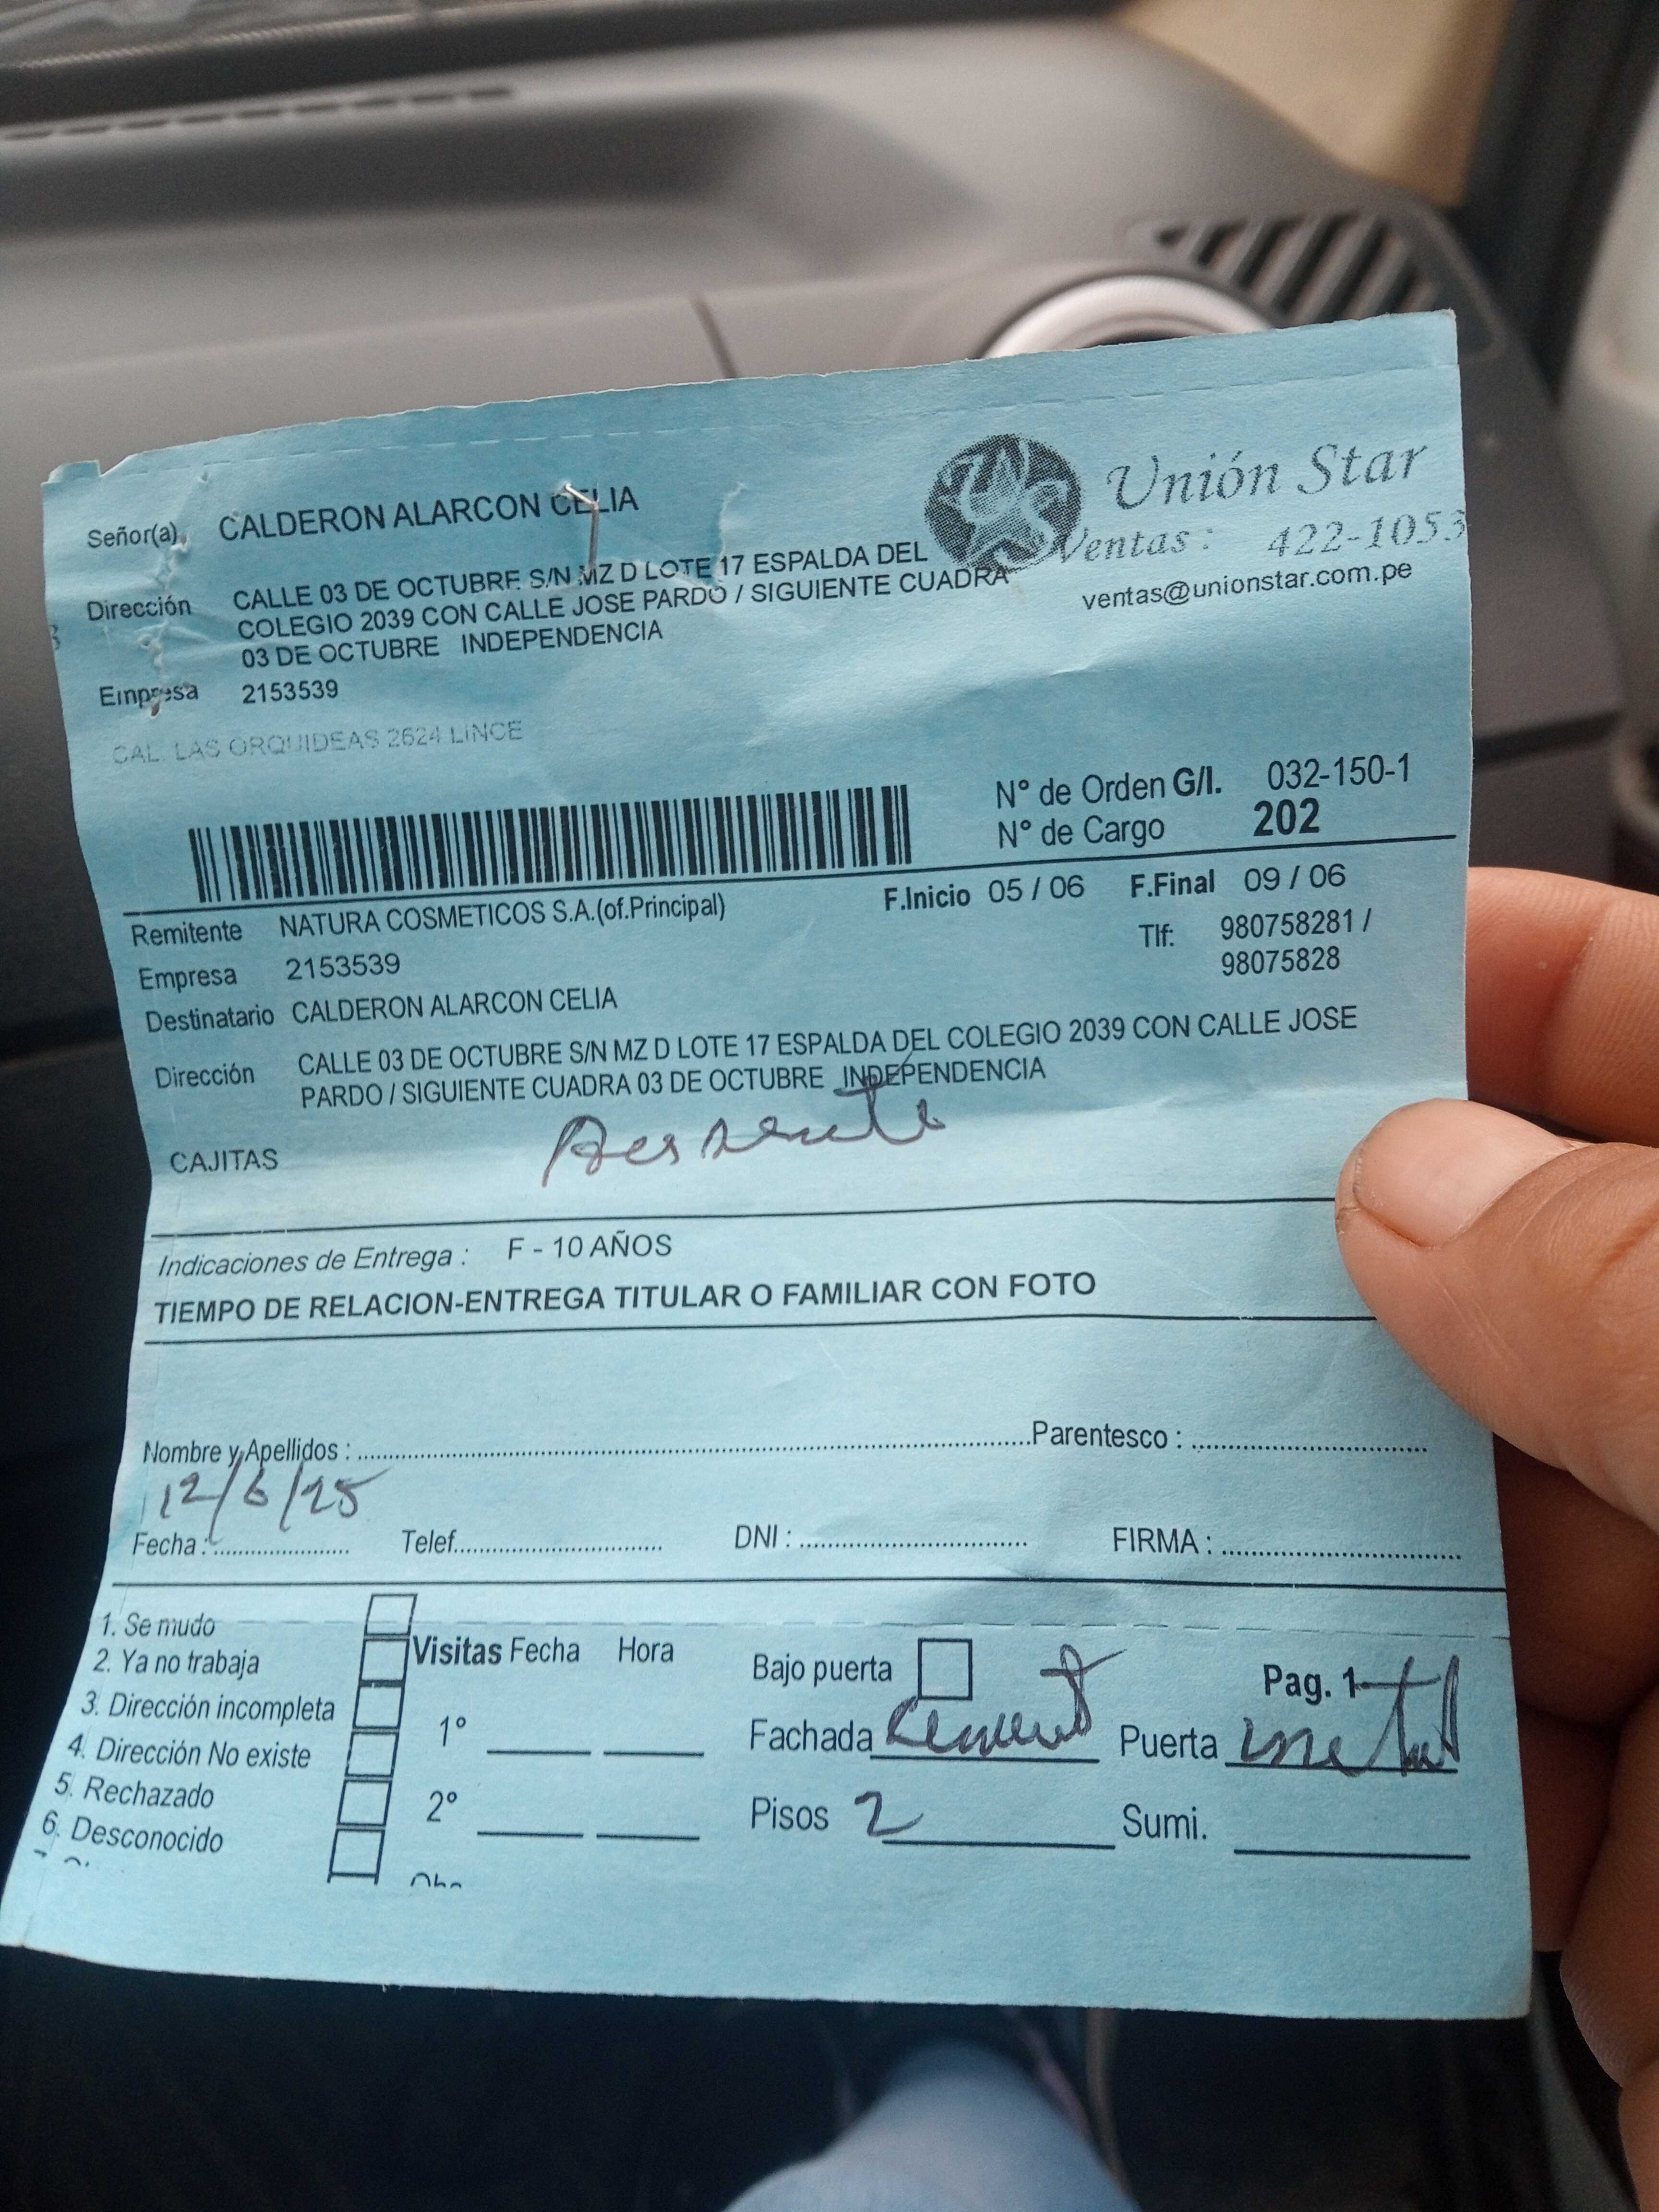 Señor(a) CALDERON ALARCON CELIA
Unión Star
Ventas : 422-1053
ventas@unionstar.com.pe
Dirección CALLE 03 DE OCTUBRE S/N MZ D LOTE 17 ESPALDA DEL
COLEGIO 2039 CON CALLE JOSE PARDO / SIGUIENTE CUADRA
03 DE OCTUBRE INDEPENDENCIA
Empresa 2153539
CAL. LAS ORQUIDEAS 2624 LINCE
N° de Orden G/I. 032-150-1
N° de Cargo 202
Remitente NATURA COSMETICOS S.A.(of.Principal)
F.Inicio 05 / 06 F.Final 09 / 06
Empresa 2153539
Tlf: 980758281 /
98075828
Destinatario CALDERON ALARCON CELIA
Dirección CALLE 03 DE OCTUBRE S/N MZ D LOTE 17 ESPALDA DEL COLEGIO 2039 CON CALLE JOSE
PARDO / SIGUIENTE CUADRA 03 DE OCTUBRE INDEPENDENCIA
CAJITAS
Indicaciones de Entrega : F - 10 AÑOS
TIEMPO DE RELACION-ENTREGA TITULAR O FAMILIAR CON FOTO
Nombre y Apellidos : Parentesco :
12/6/25
Fecha : Telef. DNI : FIRMA :
1. Se mudo
2. Ya no trabaja
3. Dirección incompleta
4. Dirección No existe
5. Rechazado
6. Desconocido
Visitas Fecha Hora
1°
2°
Bajo puerta Pag. 1
Fachada Puerta metal
Pisos 2 Sumi.